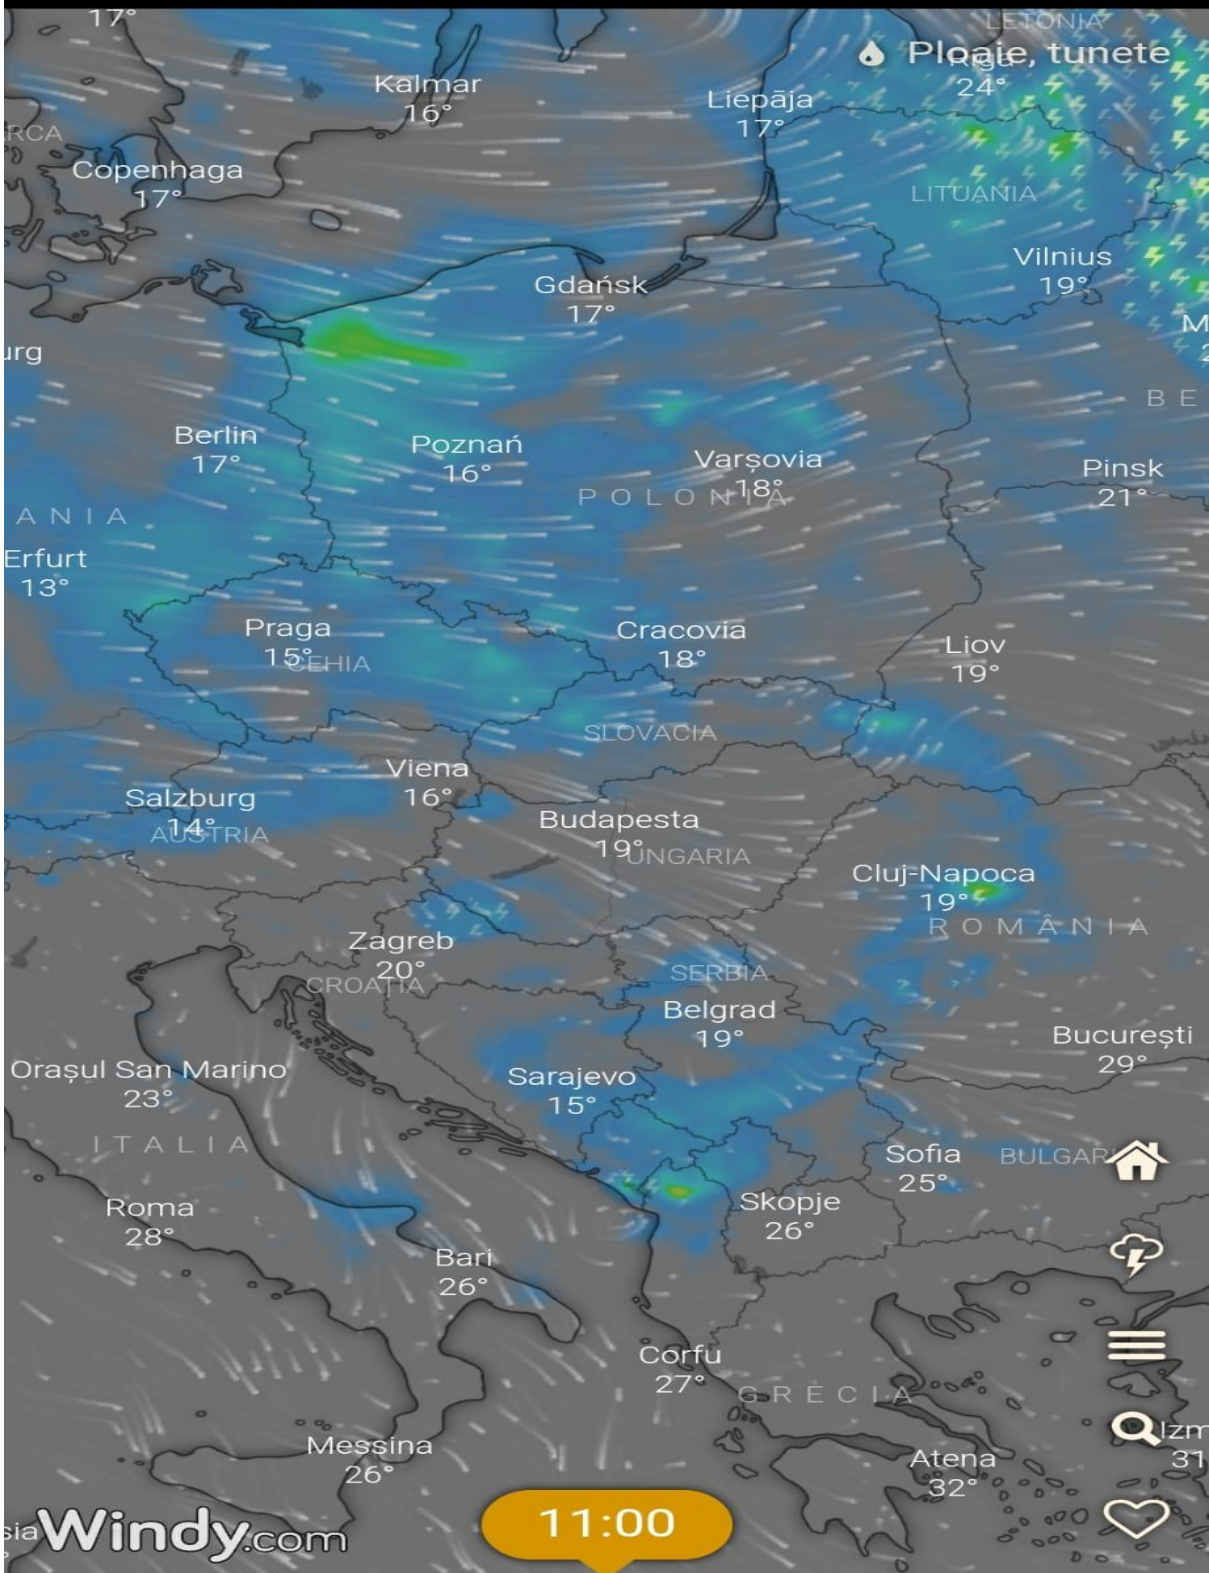 17°
LETONIA
Ploaie, tunete
Riga
24°
Kalmar
16°
Liepāja
17°
Copenhaga
17°
LITUANIA
Vilnius
19°
Gdańsk
17°
Berlin
17°
Poznań
16°
Varșovia
18°
POLONIA
Pinsk
21°
Erfurt
13°
Praga
15°
CEHIA
Cracovia
18°
Liov
19°
SLOVACIA
Viena
16°
Salzburg
14°
AUSTRIA
Budapesta
19°
UNGARIA
Cluj-Napoca
19°
ROMÂNIA
Zagreb
20°
CROAȚIA
SERBIA
Belgrad
19°
București
29°
Orașul San Marino
23°
Sarajevo
15°
ITALIA
Sofia
25°
BULGARI
Roma
28°
Skopje
26°
Bari
26°
Corfu
27°
GRECIA
Messina
26°
Atena
32°
Izm
31
Windy.com
11:00